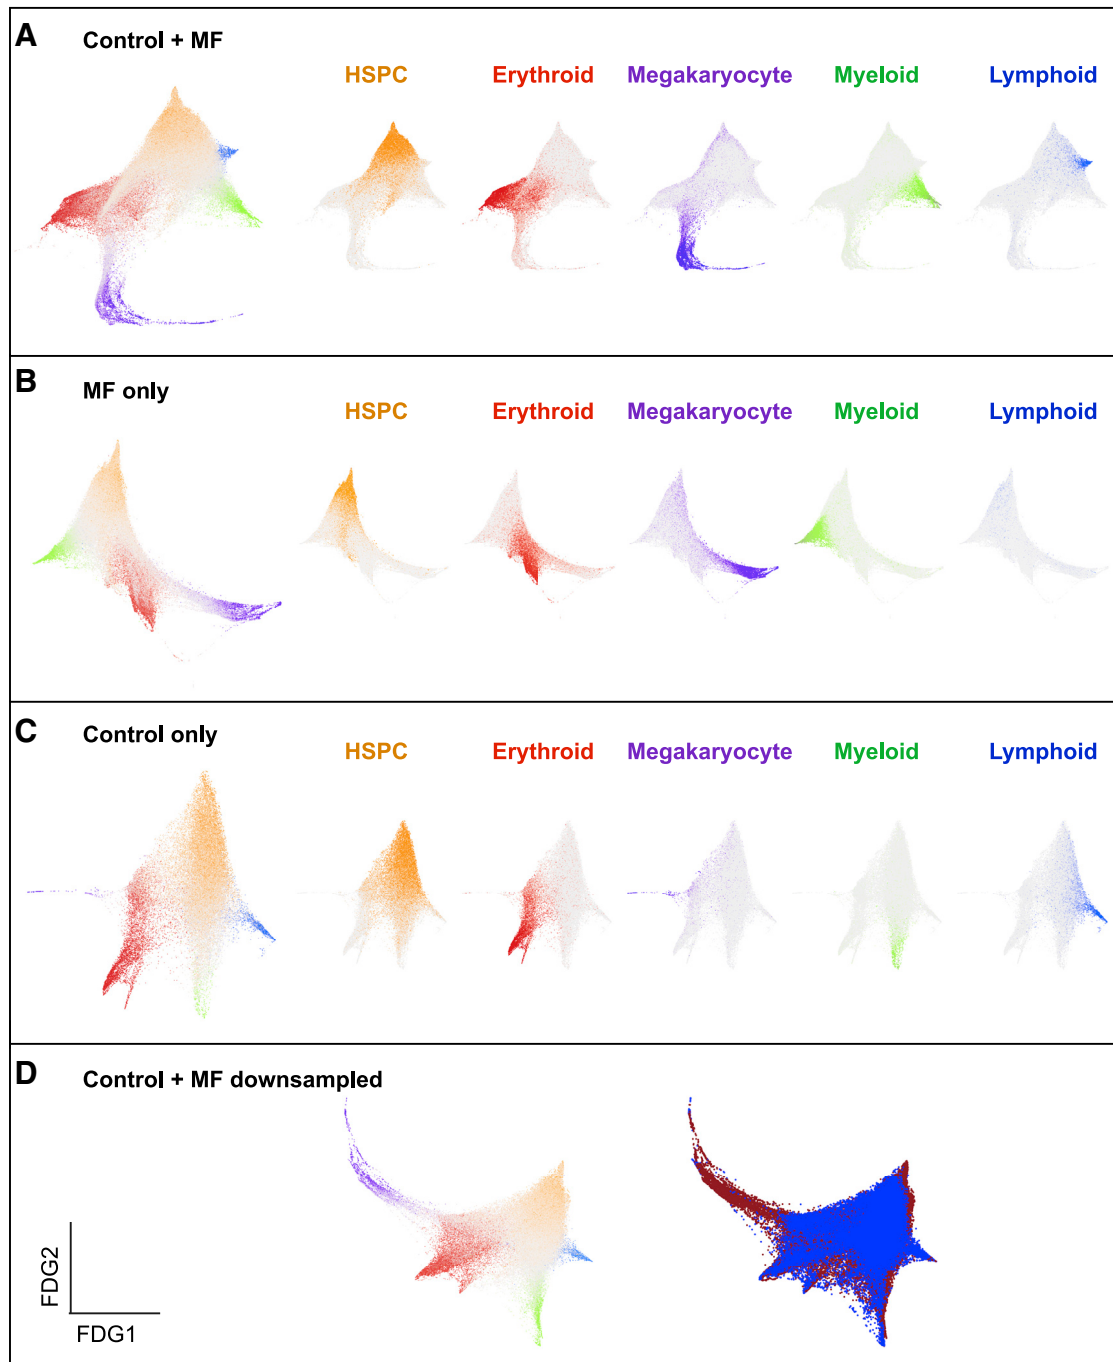 A Control + MF
HSPC Erythroid Megakaryocyte Myeloid Lymphoid
B MF only
HSPC Erythroid Megakaryocyte Myeloid Lymphoid
C Control only
HSPC Erythroid Megakaryocyte Myeloid Lymphoid
D Control + MF downsampled
FDG2
FDG1